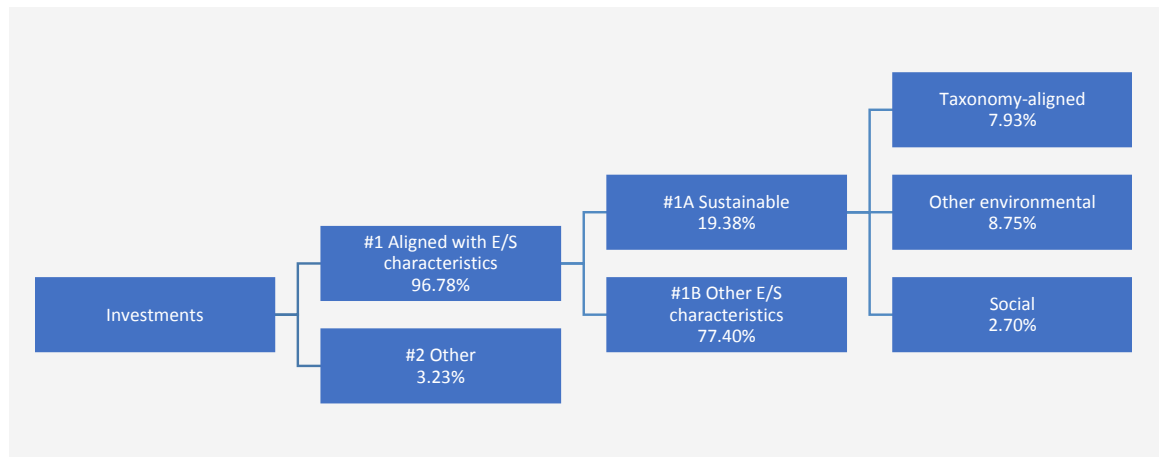 Investments
#1 Aligned with E/S
characteristics
96.78%
#2 Other
3.23%
#1A Sustainable
19.38%
#1B Other E/S
characteristics
77.40%
Taxonomy-aligned
7.93%
Other environmental
8.75%
Social
2.70%